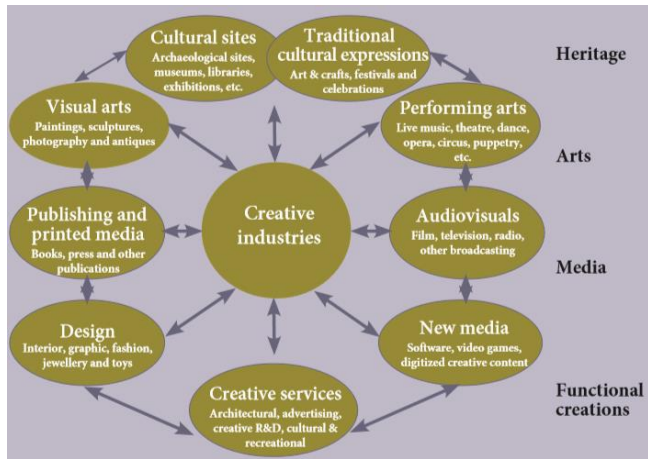 Cultural sites
Archaeological sites,
museums, libraries,
exhibitions, etc.
Traditional
cultural expressions
Art & crafts, festivals and
celebrations
Heritage
Visual arts
Paintings, sculptures,
photography and antiques
Performing arts
Live music, theatre, dance,
opera, circus, puppetry,
etc.
Arts
Publishing and
printed media
Books, press and other
publications
Creative
industries
Audiovisuals
Film, television, radio,
other broadcasting
Media
Design
Interior, graphic, fashion,
jewellery and toys
New media
Software, video games,
digitized creative content
Creative services
Architectural, advertising,
creative R&D, cultural &
recreational
Functional
creations